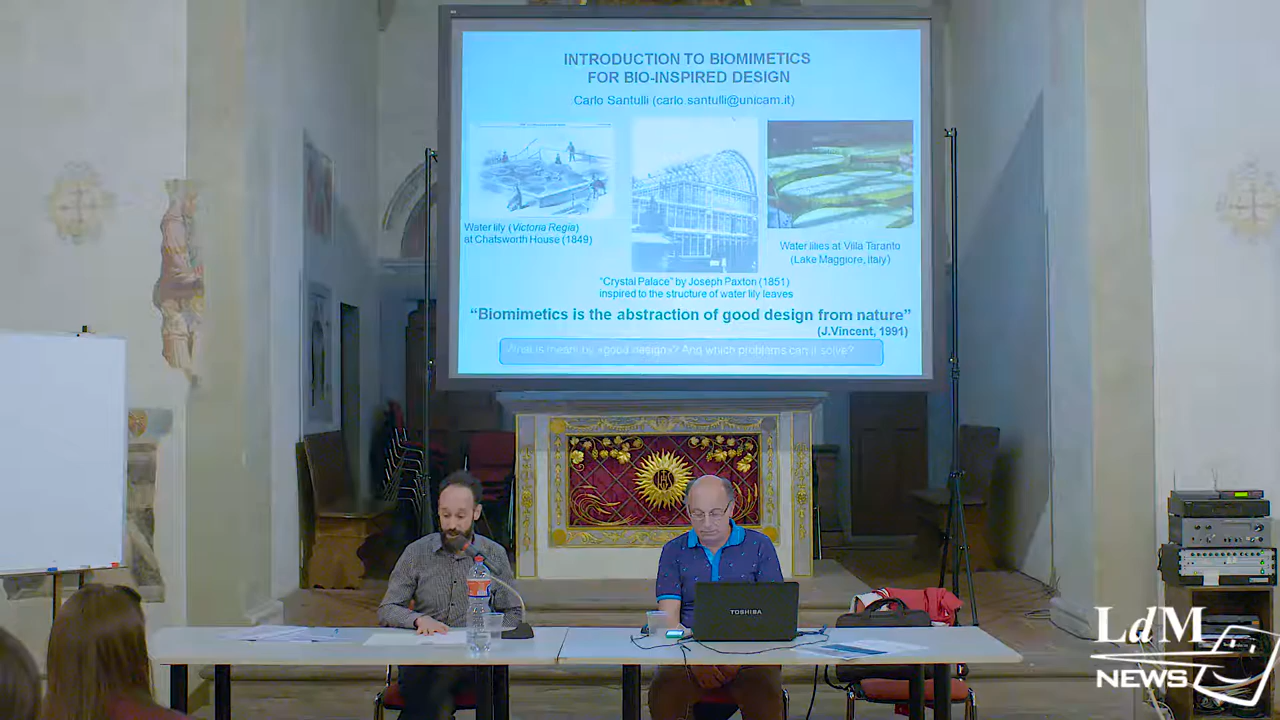 INTRODUCTION TO BIOMIMETICS
FOR BIO-INSPIRED DESIGN
Carlo Santulli (carlo.santulli@unicam.it)
Water lily (Victoria Regia)
at Chatsworth House (1849)
"Crystal Palace" by Joseph Paxton (1851)
inspired to the structure of water lily leaves
Water lilies at Villa Taranto
(Lake Maggiore, italy)
"Biomimetics is the abstraction of good design from nature"
(J.Vincent, 1991)
What is meant by «good design»? And which problems can it solve?
TOSHIBA
LdM
NEWS